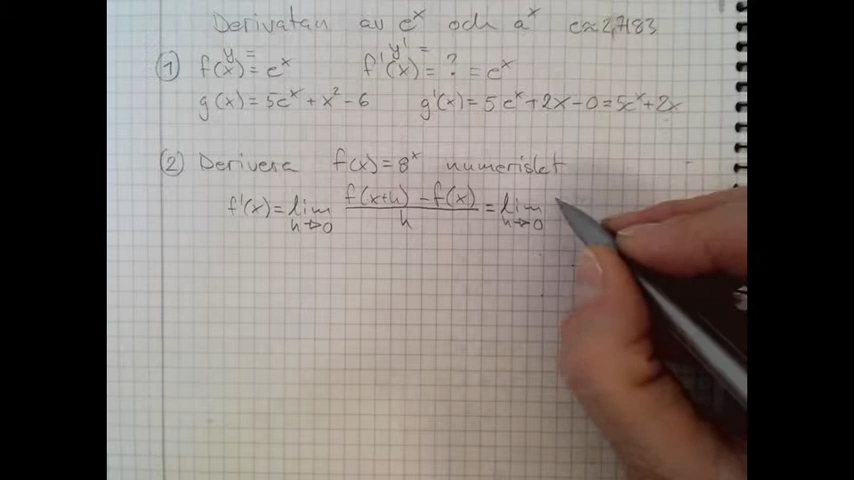 Derivatan av e^x och a^x e≈2,7183
① f(x) y = = e^x f'(x) y' = = ? = e^x
g(x) = 5e^x + x^2 - 6 g'(x) = 5e^x + 2x - 0 = 5e^x + 2x
② Derivera f(x) = 8^x numeriskt
f'(x) = lim h→0 f(x+h) - f(x) / h = lim h→0